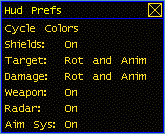 Hud Prefs
Cycle Colors
Shields: On
Target: Rot and Anim
Damage: Rot and Anim
Weapon: On
Radar: On
Aim Sys: On